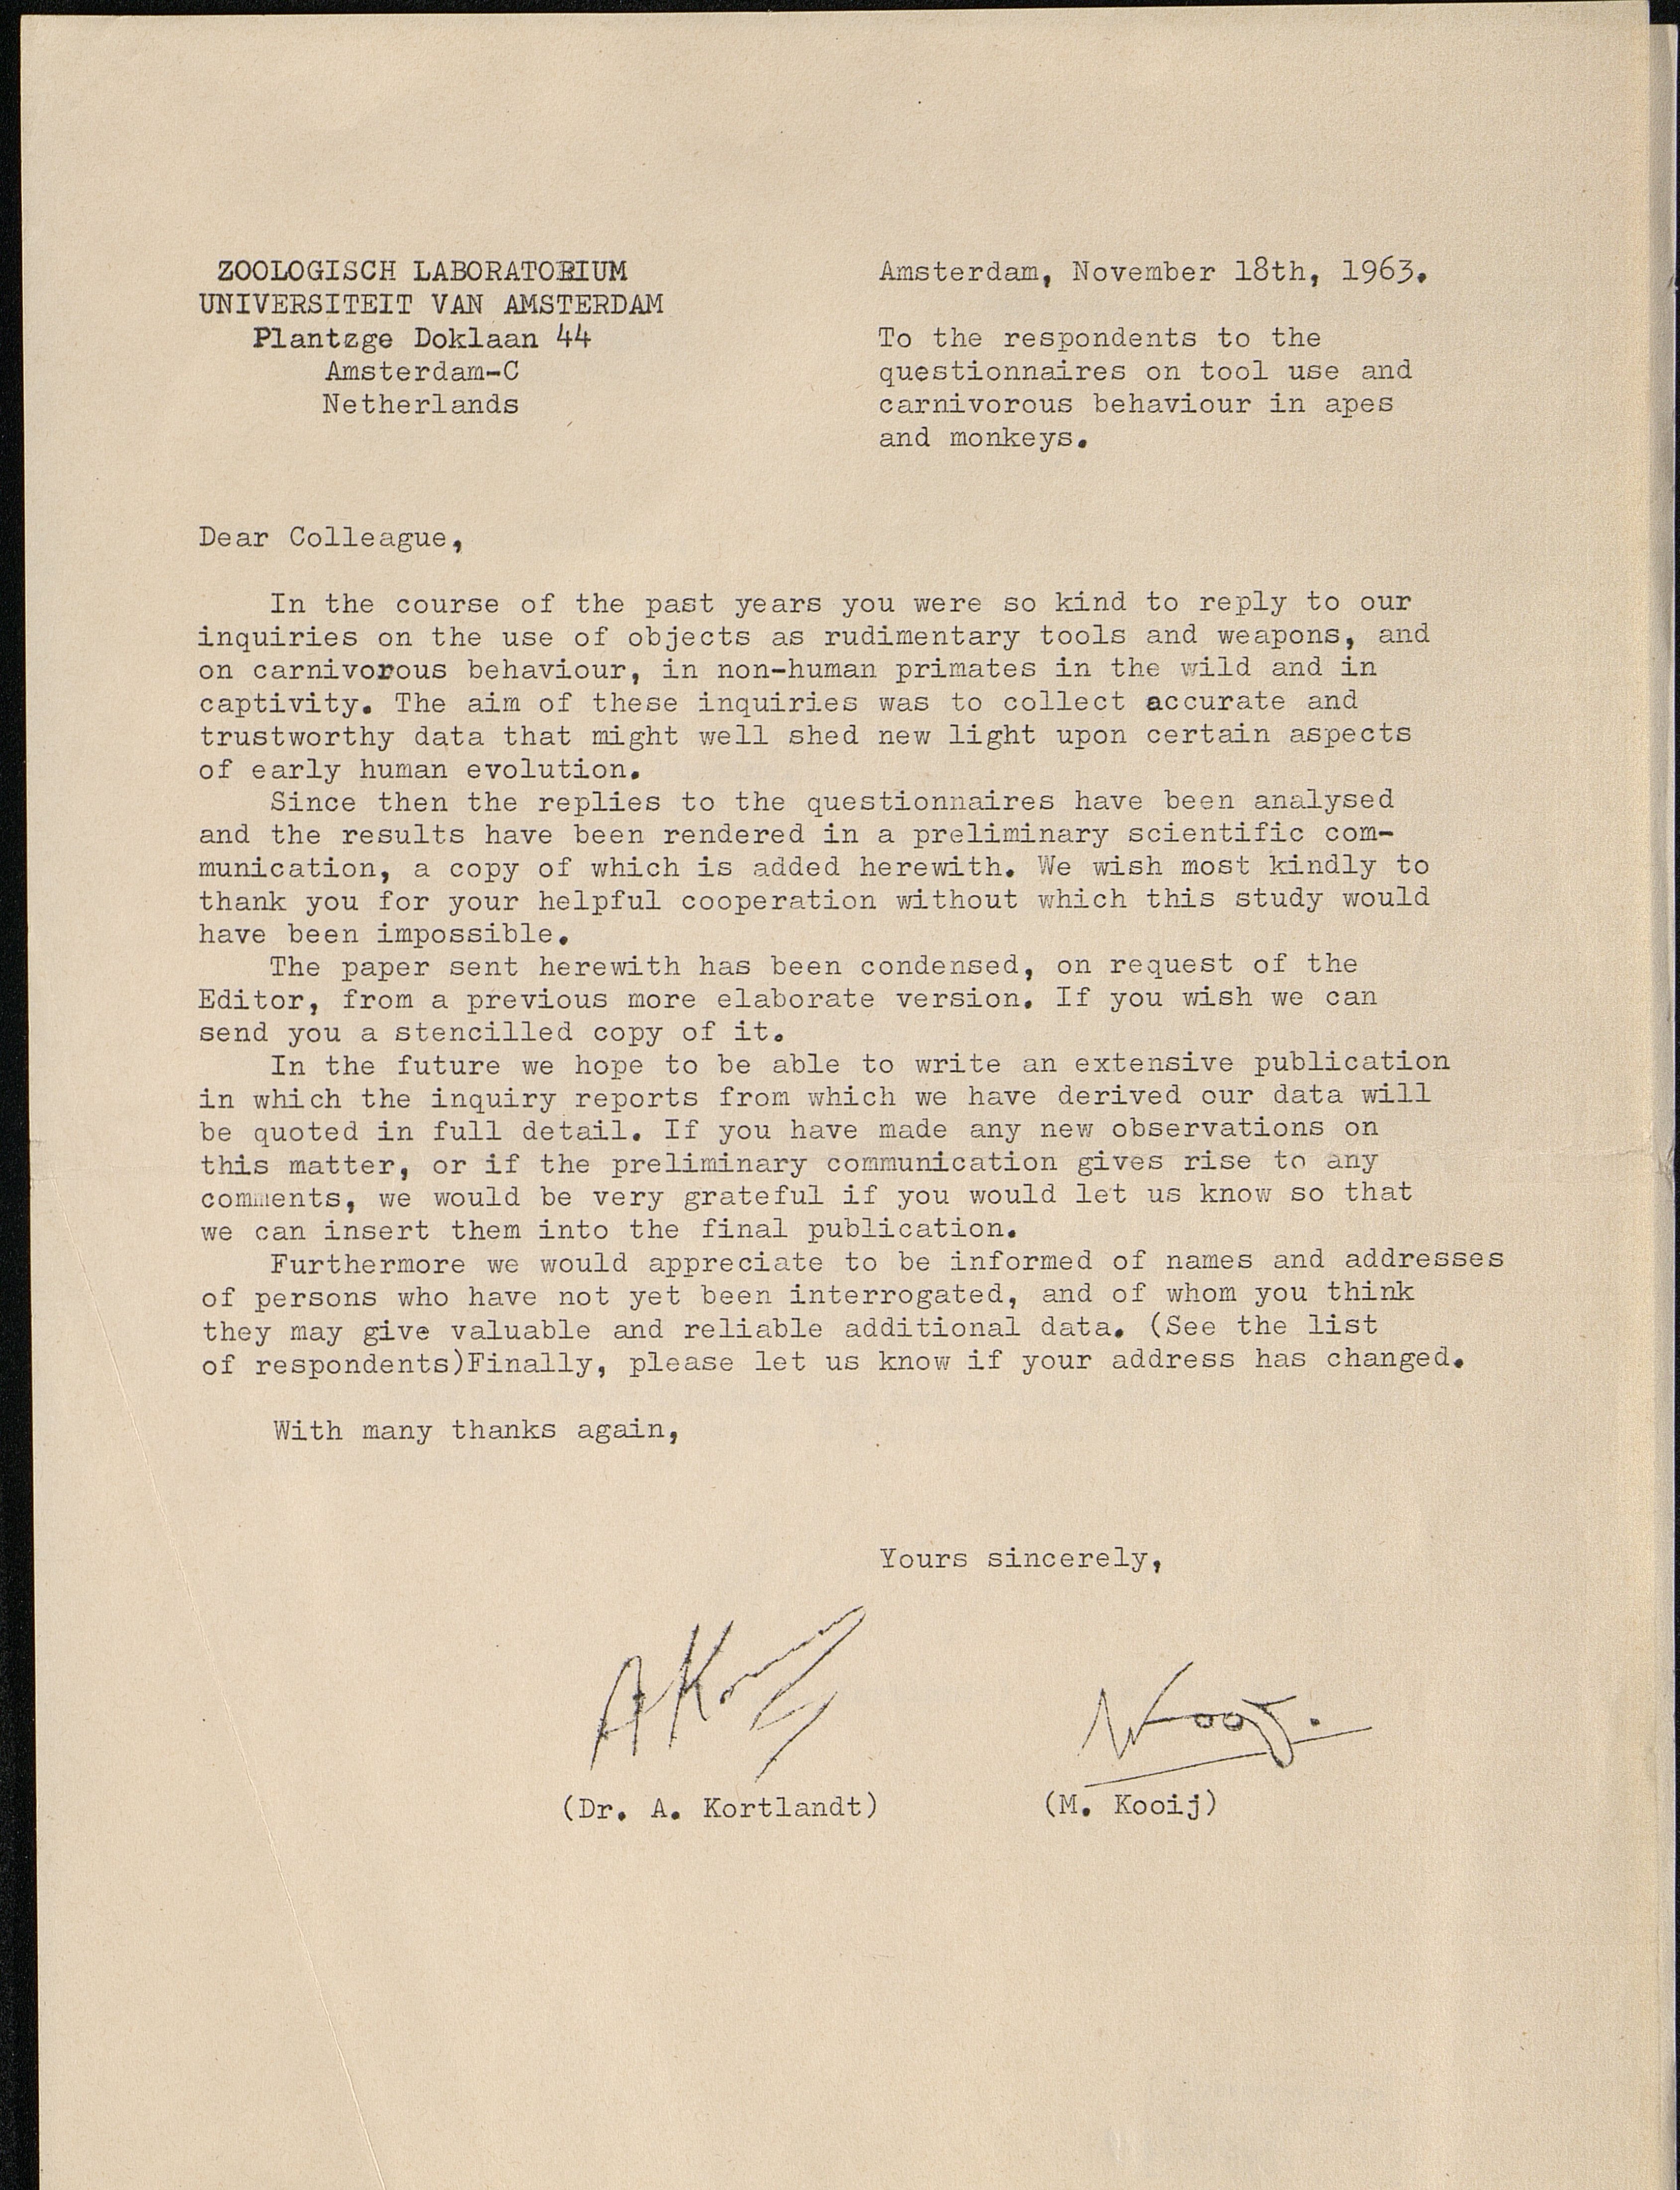 ZOOLOGISCH LABORATORIUM
UNIVERSITEIT VAN AMSTERDAM
Plantzge Doklaan 44
Amsterdam-C
Netherlands
Amsterdam, November 18th, 1963.
To the respondents to the
questionnaires on tool use and
carnivorous behaviour in apes
and monkeys.
Dear Colleague,
In the course of the past years you were so kind to reply to our
inquiries on the use of objects as rudimentary tools and weapons, and
on carnivorous behaviour, in non-human primates in the wild and in
captivity. The aim of these inquiries was to collect accurate and
trustworthy data that might well shed new light upon certain aspects
of early human evolution.
Since then the replies to the questionnaires have been analysed
and the results have been rendered in a preliminary scientific com-
munication, a copy of which is added herewith. We wish most kindly to
thank you for your helpful cooperation without which this study would
have been impossible.
The paper sent herewith has been condensed, on request of the
Editor, from a previous more elaborate version. If you wish we can
send you a stencilled copy of it.
In the future we hope to be able to write an extensive publication
in which the inquiry reports from which we have derived our data will
be quoted in full detail. If you have made any new observations on
this matter, or if the preliminary communication gives rise to any
comments, we would be very grateful if you would let us know so that
we can insert them into the final publication.
Furthermore we would appreciate to be informed of names and addresses
of persons who have not yet been interrogated, and of whom you think
they may give valuable and reliable additional data. (See the list
of respondents)Finally, please let us know if your address has changed.
With many thanks again,
Yours sincerely,
(Dr. A. Kortlandt) (M. Kooij)